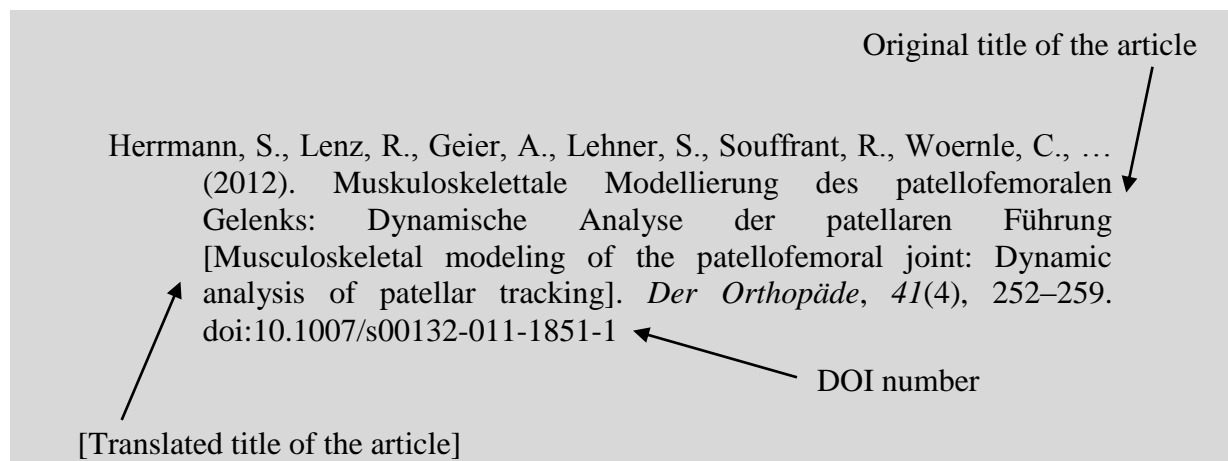 Original title of the article
Herrmann, S., Lenz, R., Geier, A., Lehner, S., Souffrant, R., Woernle, C., …
(2012). Muskuloskelettale Modellierung des patellofemoralen
Gelenks: Dynamische Analyse der patellaren Führung
[Musculoskeletal modeling of the patellofemoral joint: Dynamic
analysis of patellar tracking]. Der Orthopäde, 41(4), 252–259.
doi:10.1007/s00132-011-1851-1
DOI number
[Translated title of the article]